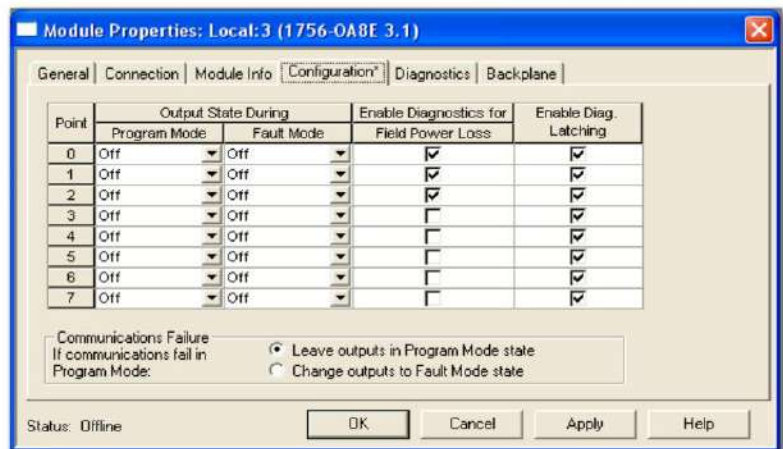 Module Properties: Local:3 (1756-OA8E 3.1)
General Connection Module Info Configuration* Diagnostics Backplane
Point Output State During Enable Diagnostics for Enable Diag. Latching
Program Mode Fault Mode Field Power Loss
0 Off Off
1 Off Off
2 Off Off
3 Off Off
4 Off Off
5 Off Off
6 Off Off
7 Off Off
Communications Failure
If communications fail in
Program Mode:
Leave outputs in Program Mode state
Change outputs to Fault Mode state
Status: Offline
OK Cancel Apply Help